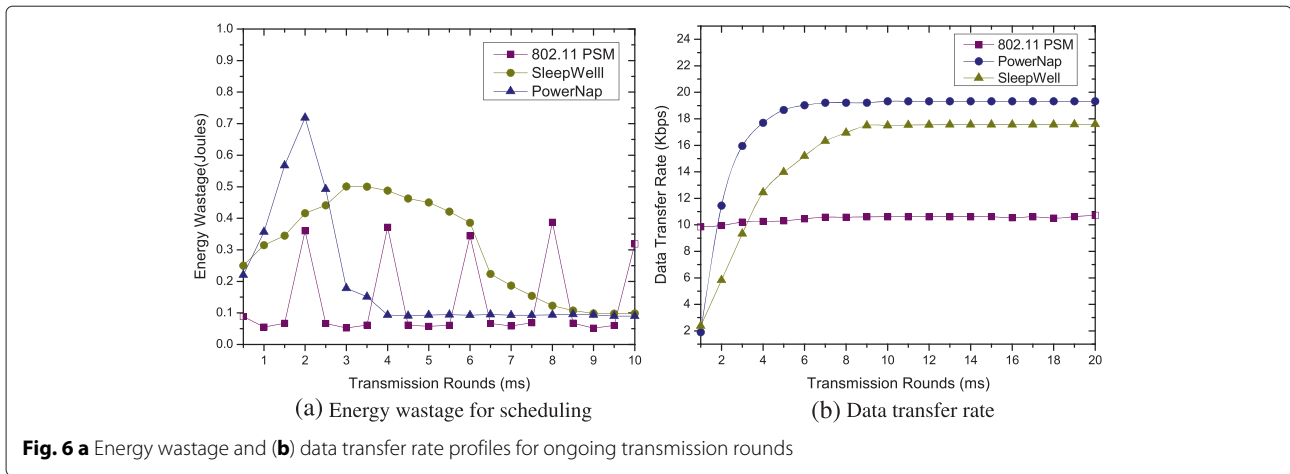 1.0
0.9
0.8
0.7
0.6
0.5
0.4
0.3
0.2
0.1
0.0
Energy Wastage(Joules)
802.11 PSM
SleepWelll
PowerNap
1 2 3 4 5 6 7 8 9 10
Transmission Rounds (ms)
(a) Energy wastage for scheduling
24
22
20
18
16
14
12
10
8
6
4
2
Data Transfer Rate (Kbps)
802.11 PSM
PowerNap
SleepWell
2 4 6 8 10 12 14 16 18 20
Transmission Rounds (ms)
(b) Data transfer rate
Fig. 6 a Energy wastage and (b) data transfer rate profiles for ongoing transmission rounds